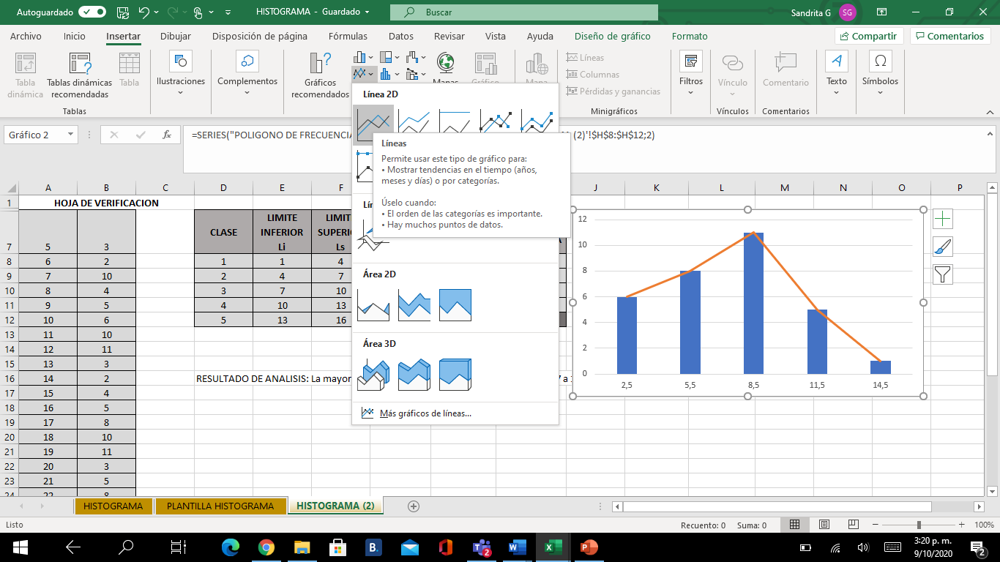 Autoguardado
HISTOGRAMA - Guardado
Buscar
Sandrita G
SG
Archivo Inicio Insertar Dibujar Disposición de página Fórmulas Datos Revisar Vista Ayuda Diseño de gráfico Formato
Compartir
Comentarios
Tabla dinámica
Tablas dinámicas recomendadas
Tabla
Tablas
Ilustraciones
Complementos
Gráficos recomendados
Mapas
Gráfico
Mapa
Líneas
Columnas
Pérdidas y ganancias
Minigráficos
Filtros
Vínculo
Vínculos
Comentario
Comentarios
Texto
Símbolos
Línea 2D
Gráfico 2
fx
=SERIES("POLIGONO DE FRECUENCIA
(2)'!$H$8:$H$12;2)
Líneas
Permite usar este tipo de gráfico para:
• Mostrar tendencias en el tiempo (años,
meses y días) o por categorías.
Úselo cuando:
• El orden de las categorías es importante.
• Hay muchos puntos de datos.
Área 2D
Área 3D
Más gráficos de líneas...
A B C D E F J K L M N O P
1 HOJA DE VERIFICACION
7 5 3 CLASE LIMITE INFERIOR Li Ls
8 6 2 1 1 4
9 7 10 2 4 7
10 8 4 3 7 10
11 9 5 4 10 13
12 10 6 5 13 16
13 11 10
14 12 11
15 13 3
16 14 2 RESULTADO DE ANALISIS: La mayor 7 a
17 15 4
18 16 5
19 17 8
20 18 10
21 19 11
22 20 3
23 21 5
24 22 8
12
10
8
6
4
2
0
2,5 5,5 8,5 11,5 14,5
HISTOGRAMA PLANTILLA HISTOGRAMA HISTOGRAMA (2)
Listo
Recuento: 0 Suma: 0
100%
B.
2
3:20 p. m.
9/10/2020
2